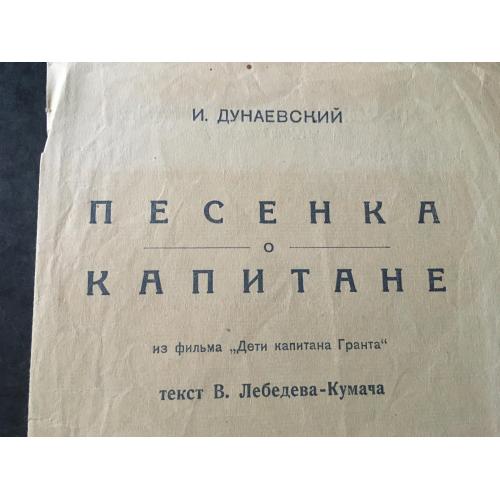 И. ДУНАЕВСКИЙ
ПЕСЕНКА
О
КАПИТАНЕ
из фильма „Дети капитана Гранта“
текст В. Лебедева-Кумача